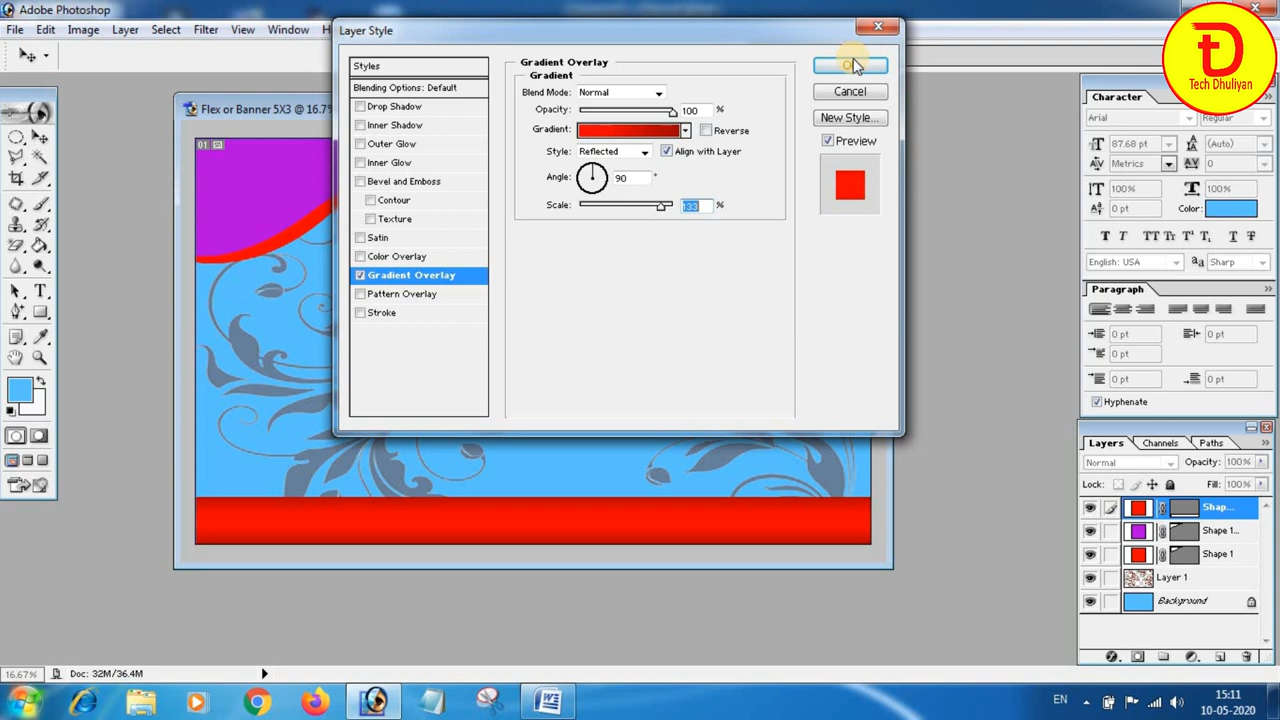 Adobe Photoshop
File Edit Image Layer Select Filter View Window
Layer Style
Tech Dhuliyan
Flex or Banner 5X3 @ 16.7%
01
Styles
Blending Options: Default
Drop Shadow
Inner Shadow
Outer Glow
Inner Glow
Bevel and Emboss
Contour
Texture
Satin
Color Overlay
Gradient Overlay
Pattern Overlay
Stroke
Gradient Overlay
Gradient
Blend Mode: Normal
Opacity: 100 %
Gradient: Reverse
Style: Reflected Align with Layer
Angle: 90 °
Scale: 133 %
Cancel
New Style...
Preview
Character
Arial Regular
87.68 pt (Auto)
Metrics 0
100% 100%
0 pt Color:
T T TT Tr T¹ T₁ T T
English: USA aa Sharp
Paragraph
0 pt 0 pt
0 pt
0 pt 0 pt
Hyphenate
Layers Channels Paths
Normal Opacity: 100%
Lock: Fill: 100%
Shap...
Shape 1...
Shape 1
Layer 1
Background
16.67% Doc: 32M/36.4M
EN
15:11
10-05-2020